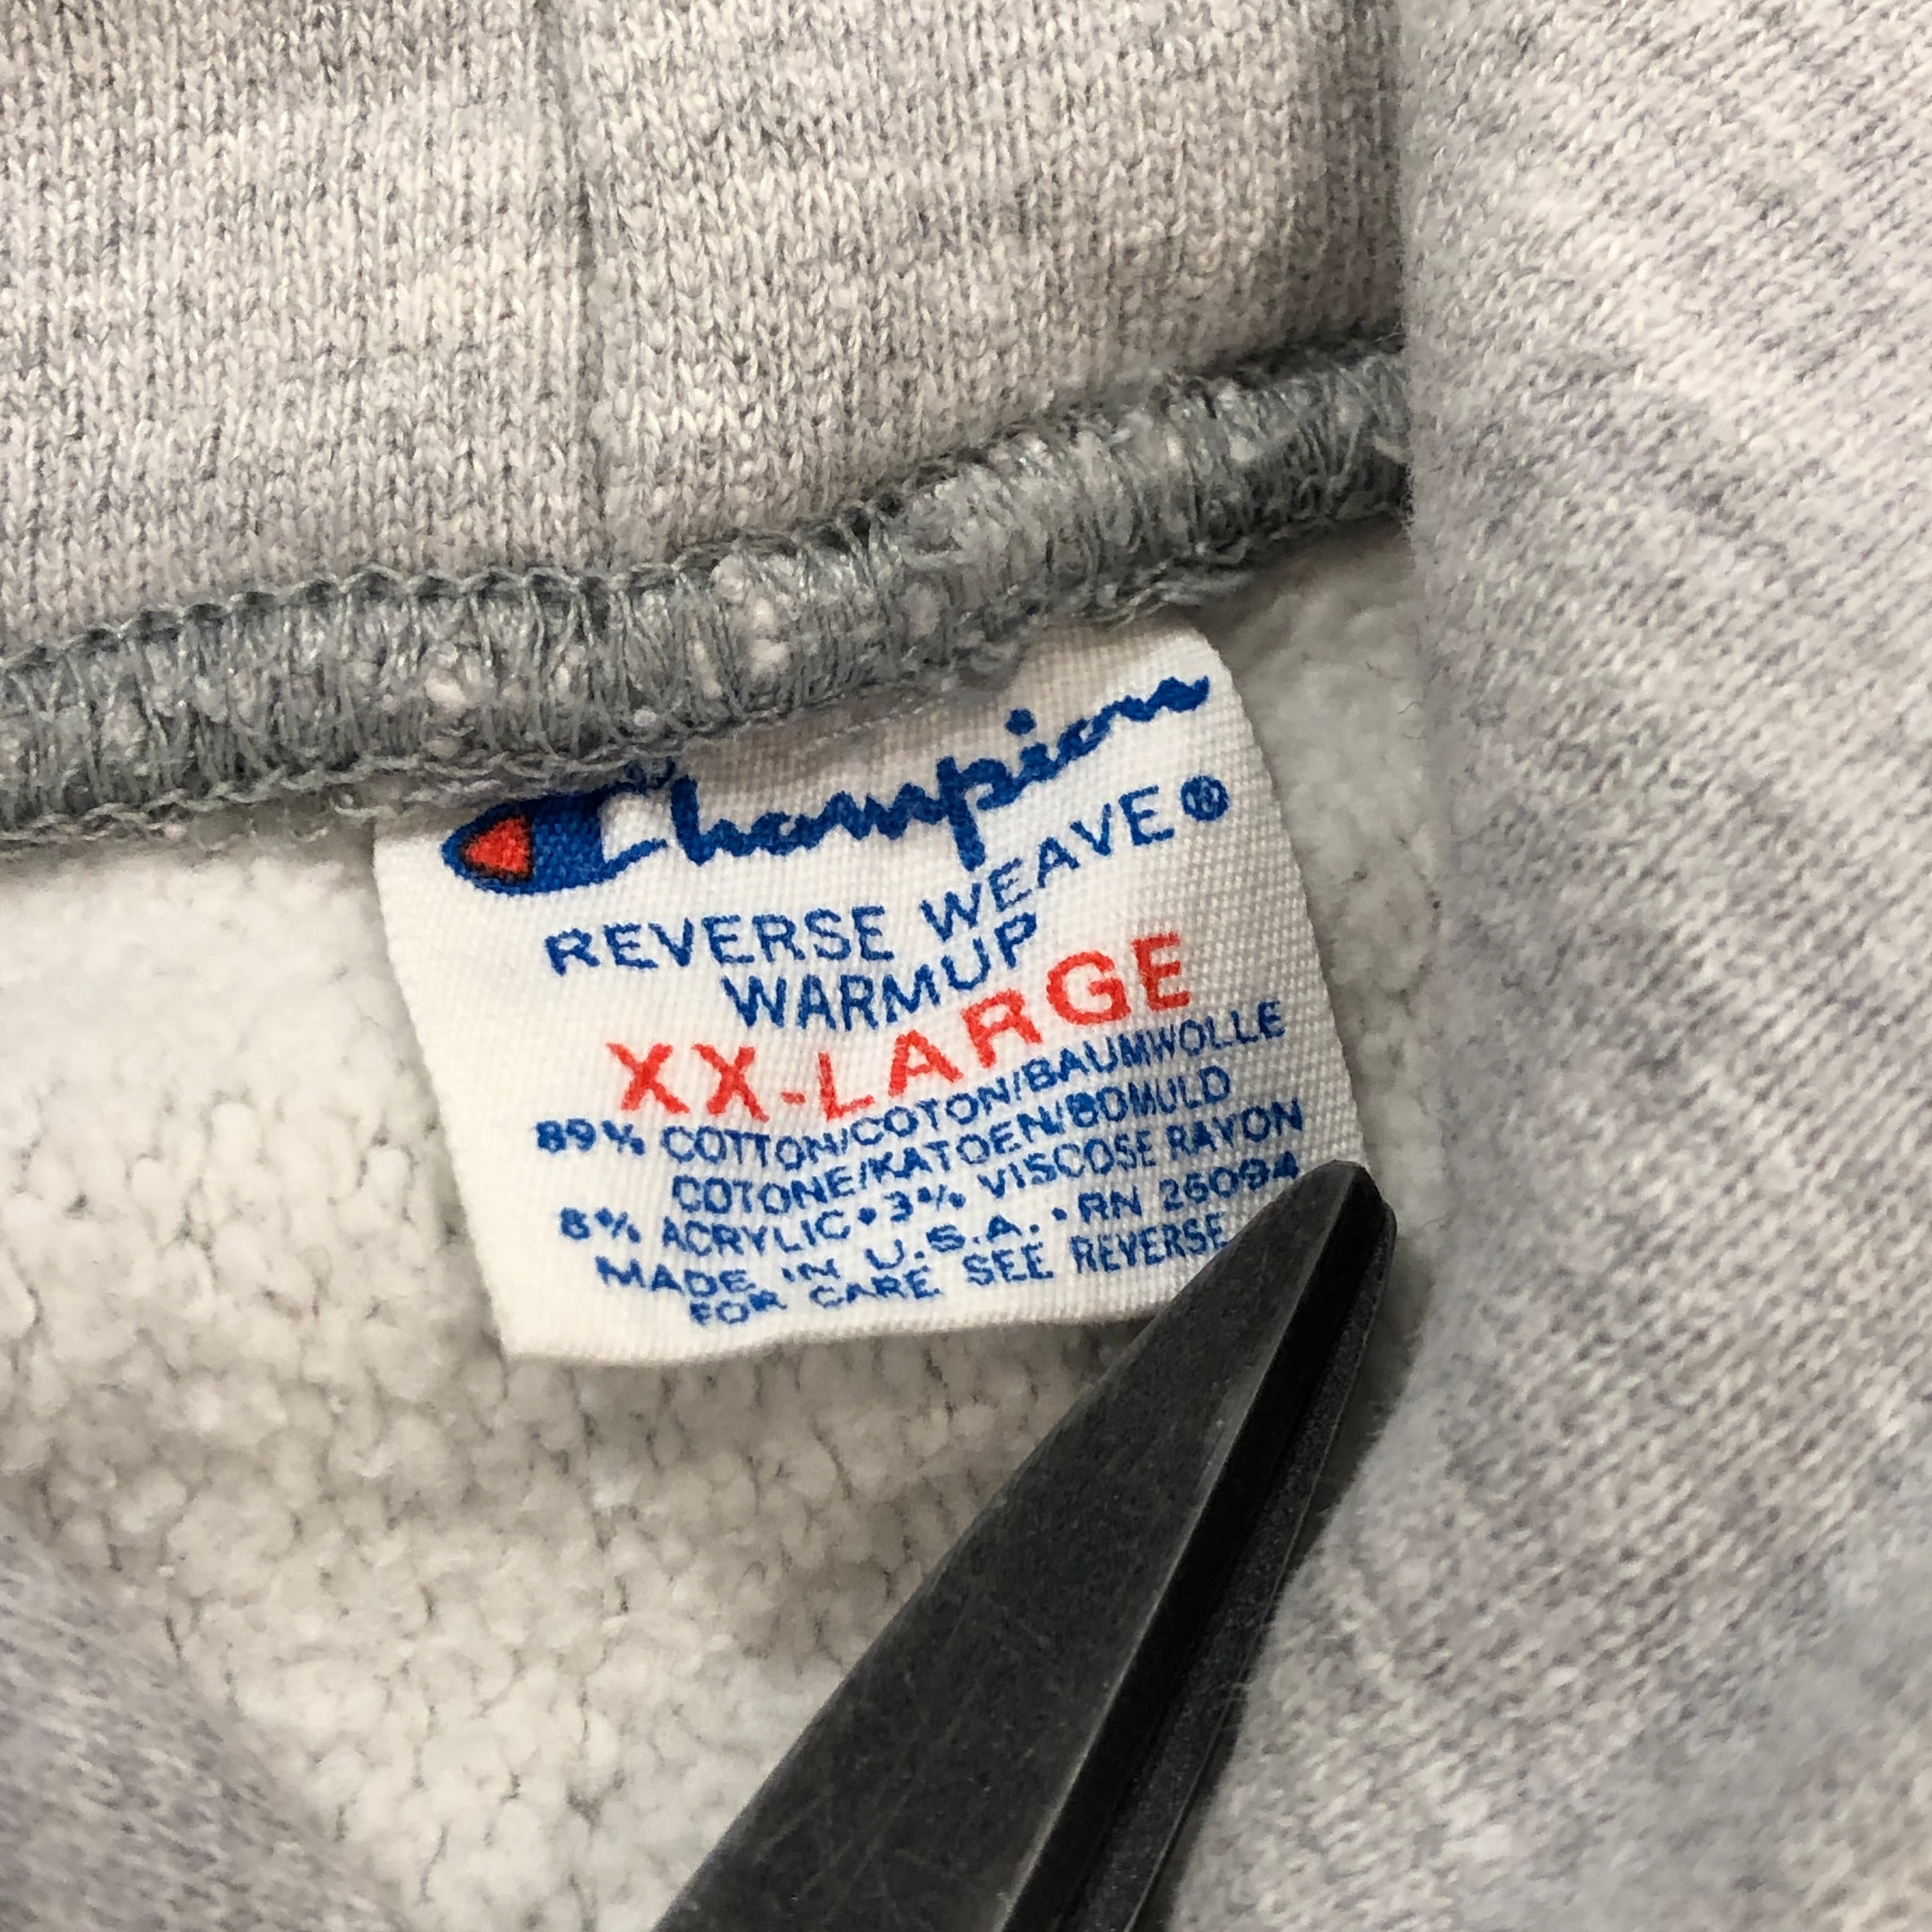 Champion
REVERSE WEAVE®
WARMUP
XX-LARGE
89% COTTON/COTON/BAUMWOLLE
COTONE/KATOEN/BOMULD
8% ACRYLIC • 3% VISCOSE RAYON
MADE IN U.S.A. • RN 26094
FOR CARE SEE REVERSE